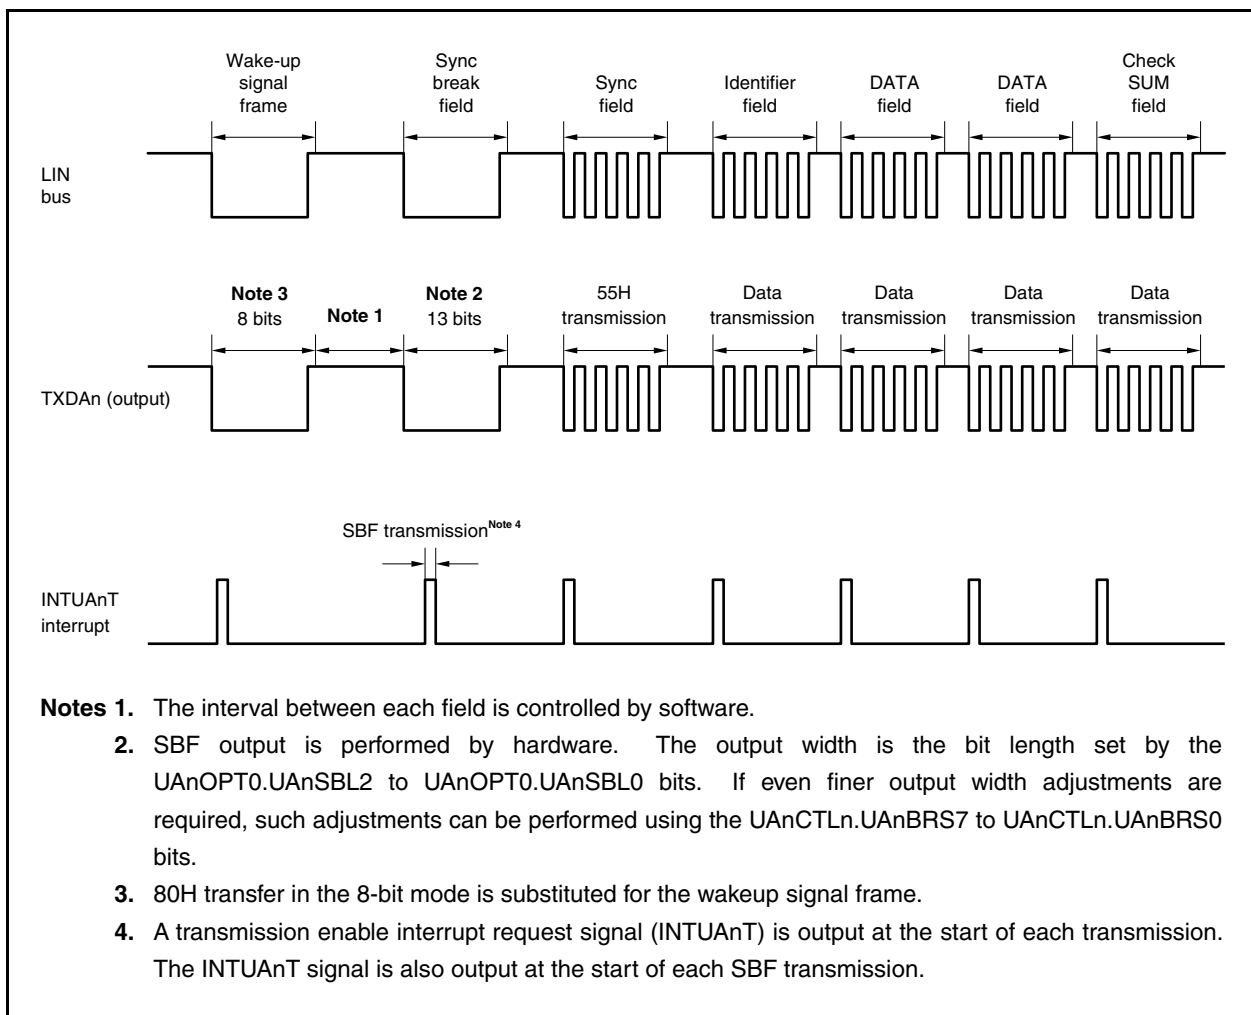 Wake-up signal frame
Sync break field
Sync field
Identifier field
DATA field
DATA field
Check SUM field
LIN bus
Note 3 8 bits
Note 1
Note 2 13 bits
55H transmission
Data transmission
Data transmission
Data transmission
Data transmission
TXDAn (output)
SBF transmission Note 4
INTUAnT interrupt
Notes 1. The interval between each field is controlled by software.
2. SBF output is performed by hardware. The output width is the bit length set by the
UAnOPT0.UAnSBL2 to UAnOPT0.UAnSBL0 bits. If even finer output width adjustments are
required, such adjustments can be performed using the UAnCTLn.UAnBRS7 to UAnCTLn.UAnBRS0
bits.
3. 80H transfer in the 8-bit mode is substituted for the wakeup signal frame.
4. A transmission enable interrupt request signal (INTUAnT) is output at the start of each transmission.
The INTUAnT signal is also output at the start of each SBF transmission.